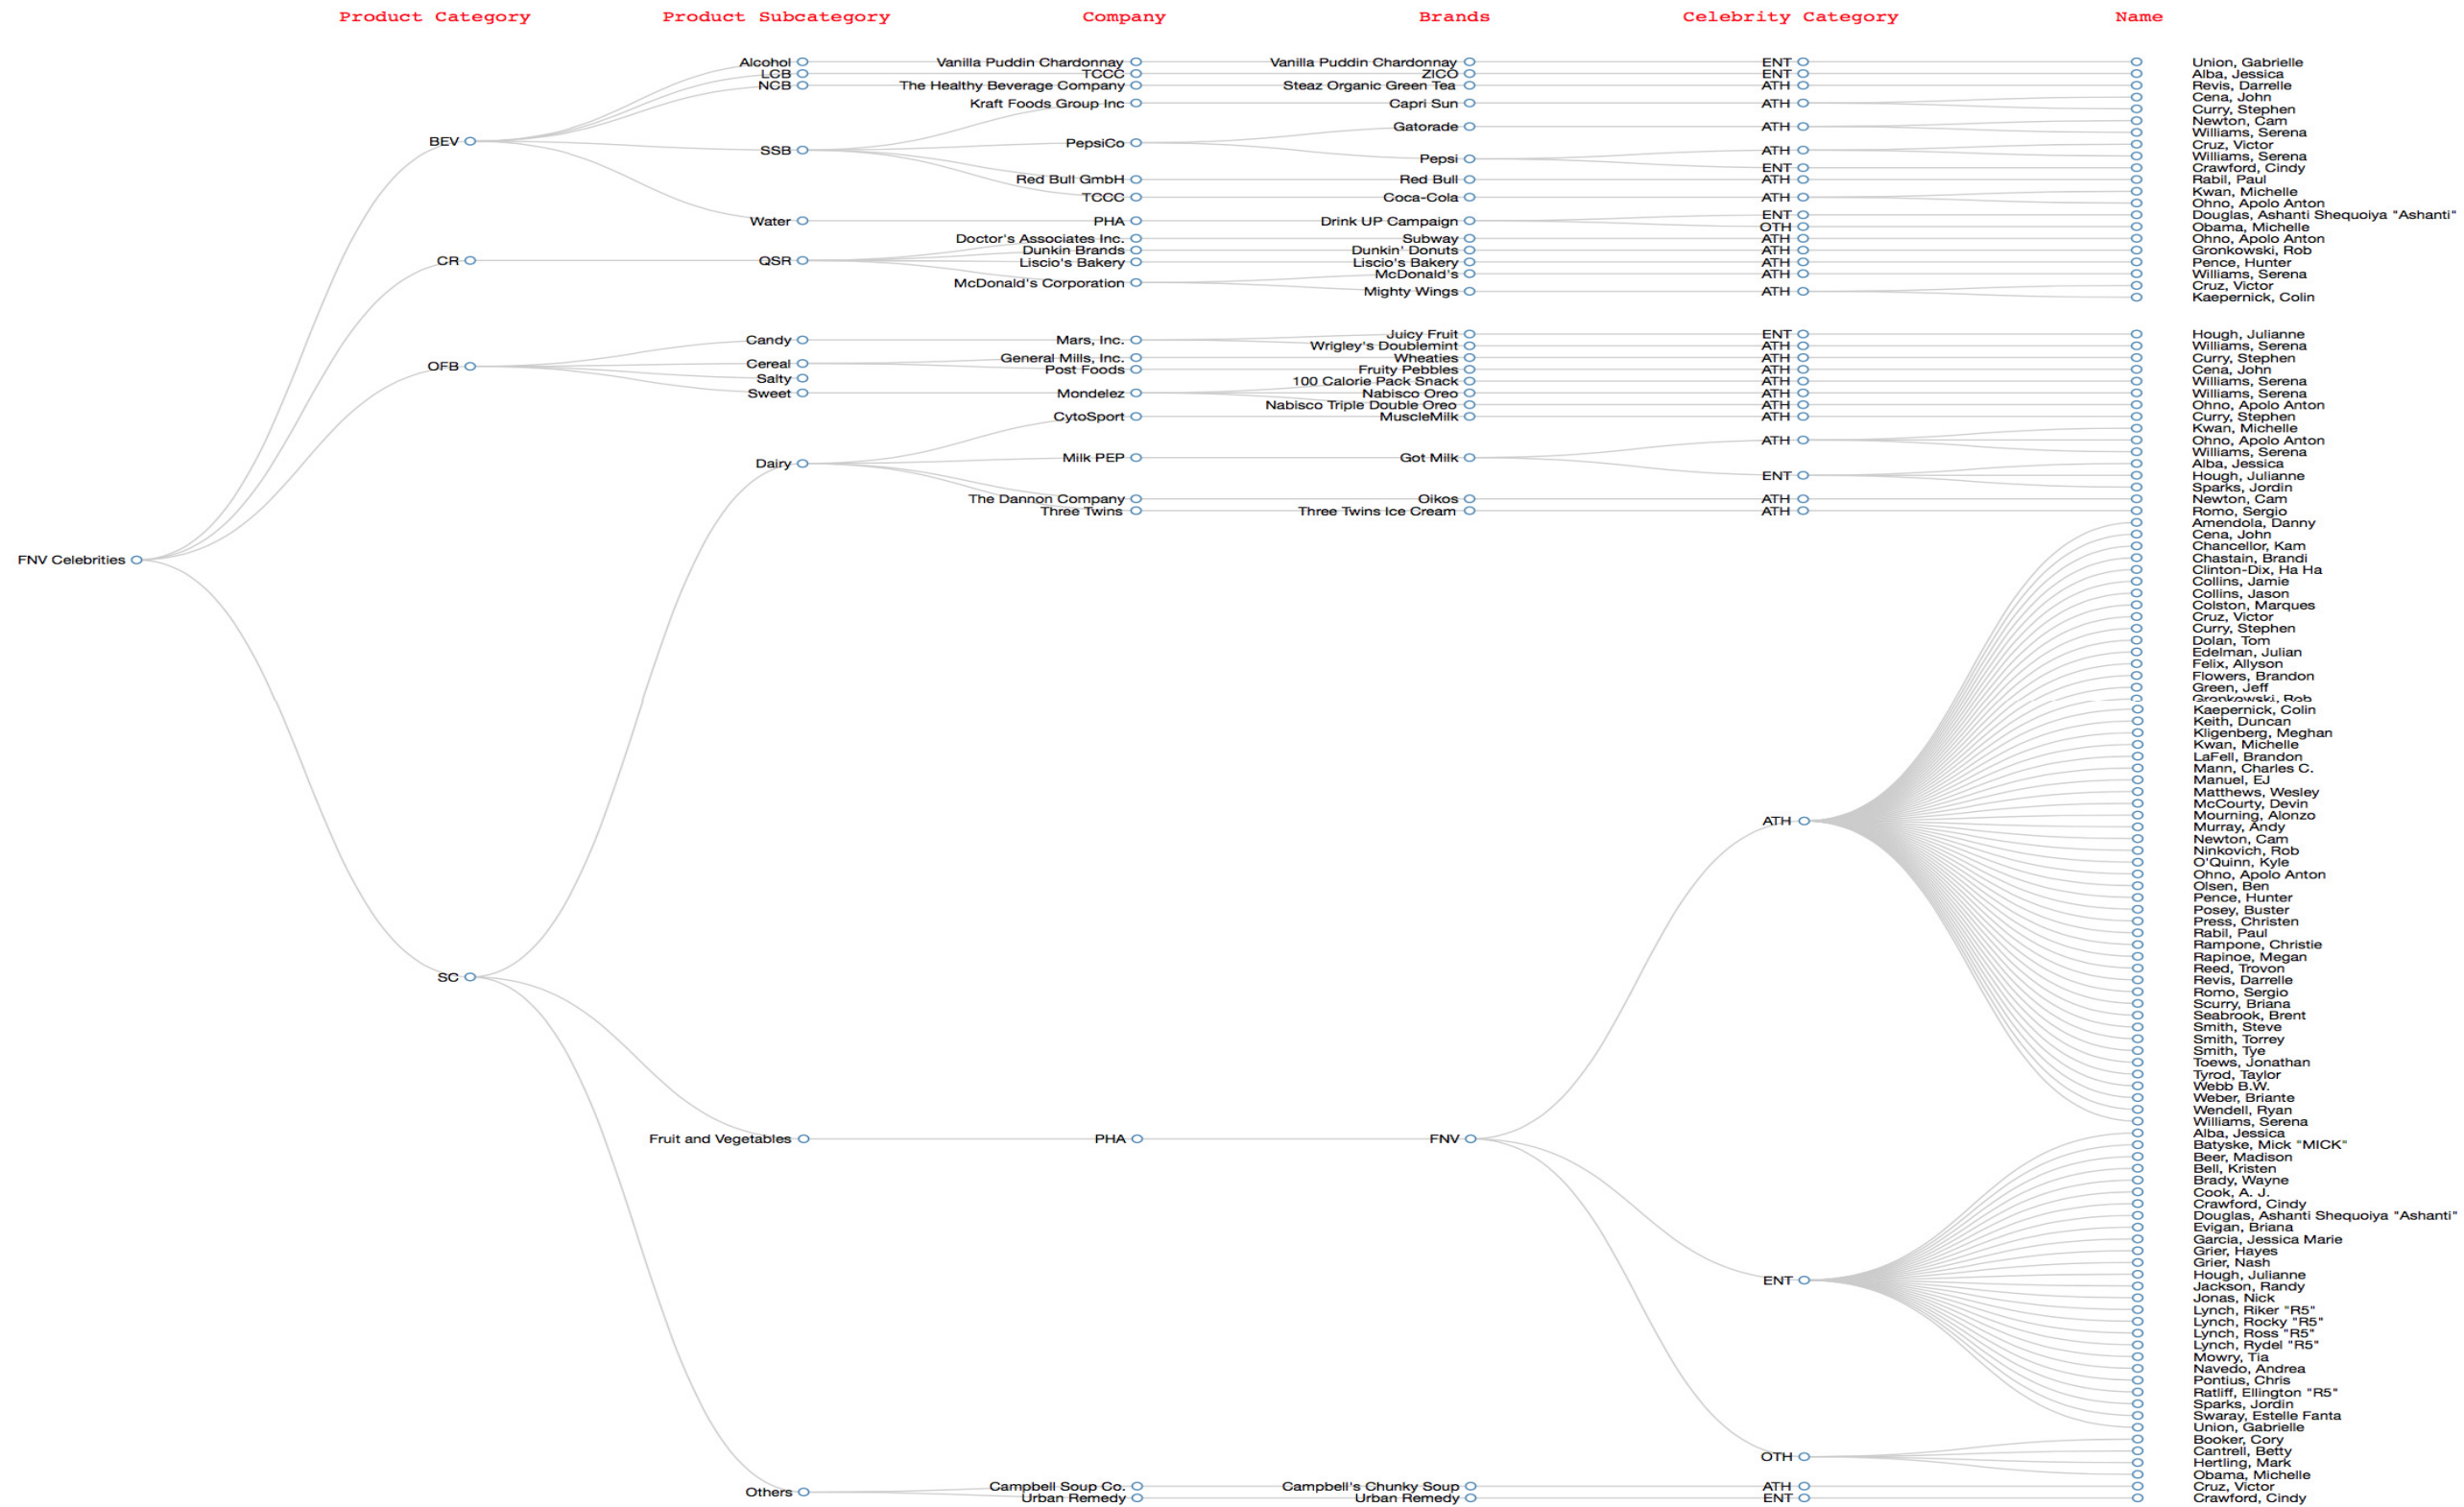 Product Category Product Subcategory Company Brands Celebrity Category Name
Alcohol Vanilla Puddin Chardonnay Vanilla Puddin Chardonnay ENT Union, Gabrielle
LCB TCCC ZICO ENT Alba, Jessica
NCB The Healthy Beverage Company Steaz Organic Green Tea ATH Revis, Darrelle
Cena, John
Kraft Foods Group Inc Capri Sun ATH
Curry, Stephen
Newton, Cam
Gatorade ATH
Williams, Serena
BEV PepsiCo Cruz, Victor
SSB ATH
Pepsi Williams, Serena
ENT Crawford, Cindy
Red Bull GmbH Red Bull ATH Rabil, Paul
Kwan, Michelle
TCCC Coca-Cola ATH
Ohno, Apolo Anton
ENT Douglas, Ashanti Shequoiya "Ashanti"
Water PHA Drink UP Campaign
OTH Obama, Michelle
Doctor's Associates Inc. Subway ATH Ohno, Apolo Anton
Dunkin Brands Dunkin' Donuts ATH Gronkowski, Rob
CR QSR Liscio's Bakery Liscio's Bakery ATH Pence, Hunter
McDonald's ATH Williams, Serena
McDonald's Corporation Cruz, Victor
Mighty Wings ATH
Kaepernick, Colin
Juicy Fruit ENT Hough, Julianne
Candy Mars, Inc.
Wrigley's Doublemint ATH Williams, Serena
General Mills, Inc. Wheaties ATH Curry, Stephen
OFB Cereal
Post Foods Fruity Pebbles ATH Cena, John
Salty 100 Calorie Pack Snack ATH Williams, Serena
Sweet Mondelez Nabisco Oreo ATH Williams, Serena
Nabisco Triple Double Oreo ATH Ohno, Apolo Anton
CytoSport MuscleMilk ATH Curry, Stephen
Kwan, Michelle
ATH Ohno, Apolo Anton
Williams, Serena
Milk PEP Got Milk
Dairy Alba, Jessica
ENT Hough, Julianne
Sparks, Jordin
The Dannon Company Oikos ATH Newton, Cam
Three Twins Three Twins Ice Cream ATH Romo, Sergio
Amendola, Danny
Cena, John
Chancellor, Kam
FNV Celebrities Chastain, Brandi
Clinton-Dix, Ha Ha
Collins, Jamie
Collins, Jason
Colston, Marques
Cruz, Victor
Curry, Stephen
Dolan, Tom
Edelman, Julian
Felix, Allyson
Flowers, Brandon
Green, Jeff
Gronkowski, Rob
Kaepernick, Colin
Keith, Duncan
Kligenberg, Meghan
Kwan, Michelle
LaFell, Brandon
Mann, Charles C.
Manuel, EJ
Matthews, Wesley
McCourty, Devin
Mourning, Alonzo
ATH
Murray, Andy
Newton, Cam
Ninkovich, Rob
O'Quinn, Kyle
Ohno, Apolo Anton
Olsen, Ben
Pence, Hunter
Posey, Buster
Press, Christen
Rabil, Paul
Rampone, Christie
Rapinoe, Megan
Reed, Trovon
SC Revis, Darrelle
Romo, Sergio
Scurry, Briana
Seabrook, Brent
Smith, Steve
Smith, Torrey
Smith, Tye
Toews, Jonathan
Tyrod, Taylor
Webb B.W.
Weber, Briante
Wendell, Ryan
Williams, Serena
Alba, Jessica
Fruit and Vegetables PHA FNV
Batyske, Mick "MICK"
Beer, Madison
Bell, Kristen
Brady, Wayne
Cook, A. J.
Crawford, Cindy
Douglas, Ashanti Shequoiya "Ashanti"
Evigan, Briana
Garcia, Jessica Marie
Grier, Hayes
Grier, Nash
Hough, Julianne
ENT
Jackson, Randy
Jonas, Nick
Lynch, Riker "R5"
Lynch, Rocky "R5"
Lynch, Ross "R5"
Lynch, Rydel "R5"
Mowry, Tia
Navedo, Andrea
Pontius, Chris
Ratliff, Ellington "R5"
Sparks, Jordin
Swaray, Estelle Fanta
Union, Gabrielle
Booker, Cory
Cantrell, Betty
OTH
Hertling, Mark
Obama, Michelle
Campbell Soup Co. Campbell's Chunky Soup ATH Cruz, Victor
Others
Urban Remedy Urban Remedy ENT Crawford, Cindy